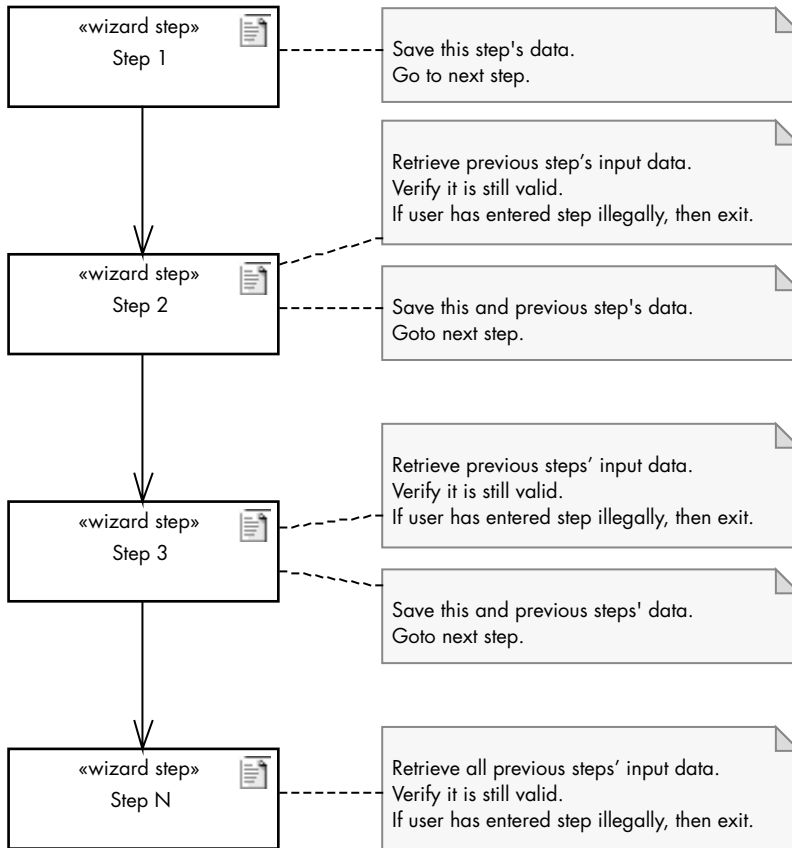 «wizard step»
Step 1
Save this step's data.
Go to next step.
Retrieve previous step’s input data.
Verify it is still valid.
If user has entered step illegally, then exit.
«wizard step»
Step 2
Save this and previous step's data.
Goto next step.
Retrieve previous steps’ input data.
Verify it is still valid.
If user has entered step illegally, then exit.
«wizard step»
Step 3
Save this and previous steps' data.
Goto next step.
«wizard step»
Step N
Retrieve all previous steps’ input data.
Verify it is still valid.
If user has entered step illegally, then exit.